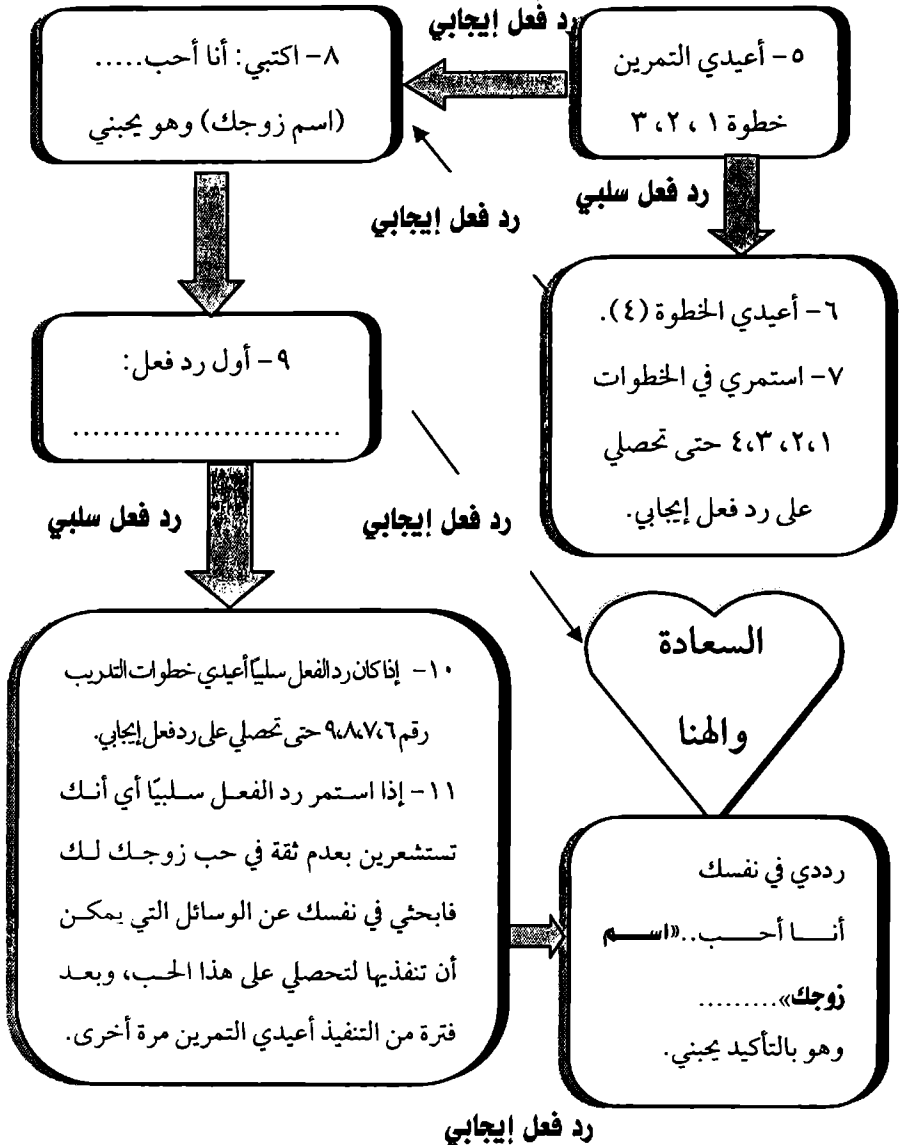 رد فعل إيجابي
٥- أعيدي التمرين
خطوة ١، ٢، ٣
٨- اكتبي: أنا أحب.....
(اسم زوجك) وهو يحبني
رد فعل سلبي
رد فعل إيجابي
٦- أعيدي الخطوة (٤).
٧- استمري في الخطوات
١،٢، ٤،٣ حتى تحصلي
على رد فعل إيجابي.
٩- أول رد فعل:
...........................
رد فعل إيجابي
رد فعل سلبي
السعادة
والهنا
١٠- إذا كان رد الفعل سلبيًا أعيدي خطوات التدريب
رقم ٩،٨،٧،٦ حتى تحصلي على رد فعل إيجابي.
١١- إذا استمر رد الفعل سلبيًا أي أنك
تستشعرين بعدم ثقة في حب زوجك لك
فابحثي في نفسك عن الوسائل التي يمكن
أن تنفذيها لتحصلي على هذا الحب، وبعد
فترة من التنفيذ أعيدي التمرين مرة أخرى.
رددي في نفسك
أنا أحب..«اسم
زوجك».........
وهو بالتأكيد يحبني.
رد فعل إيجابي